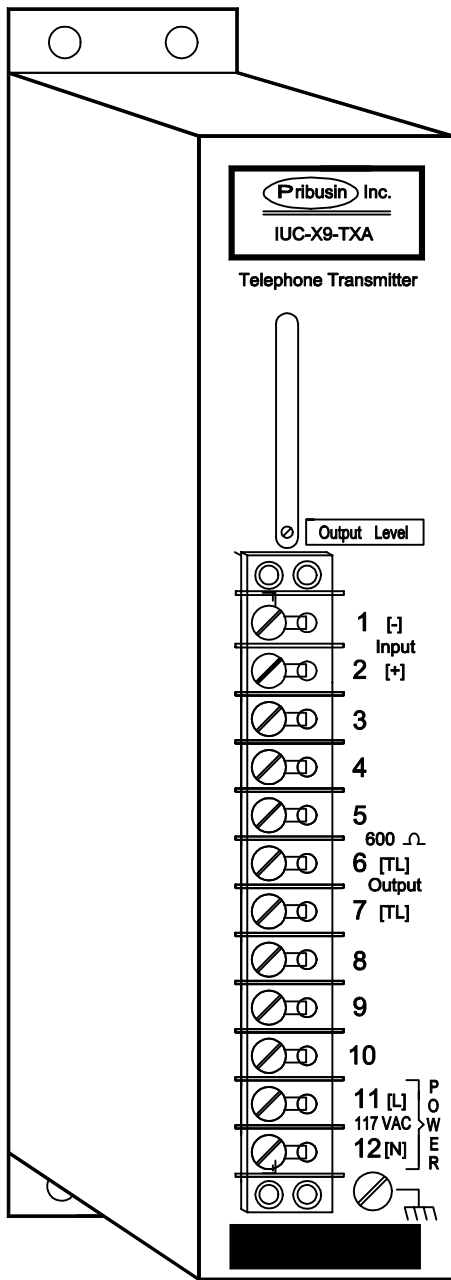 Pribusin Inc.
IUC-X9-TXA
Telephone Transmitter
Output Level
1 [-]
Input
2 [+]
3
4
5
600 Ω
6 [TL]
Output
7 [TL]
8
9
10
11 [L]
117 VAC
12 [N]
POWER